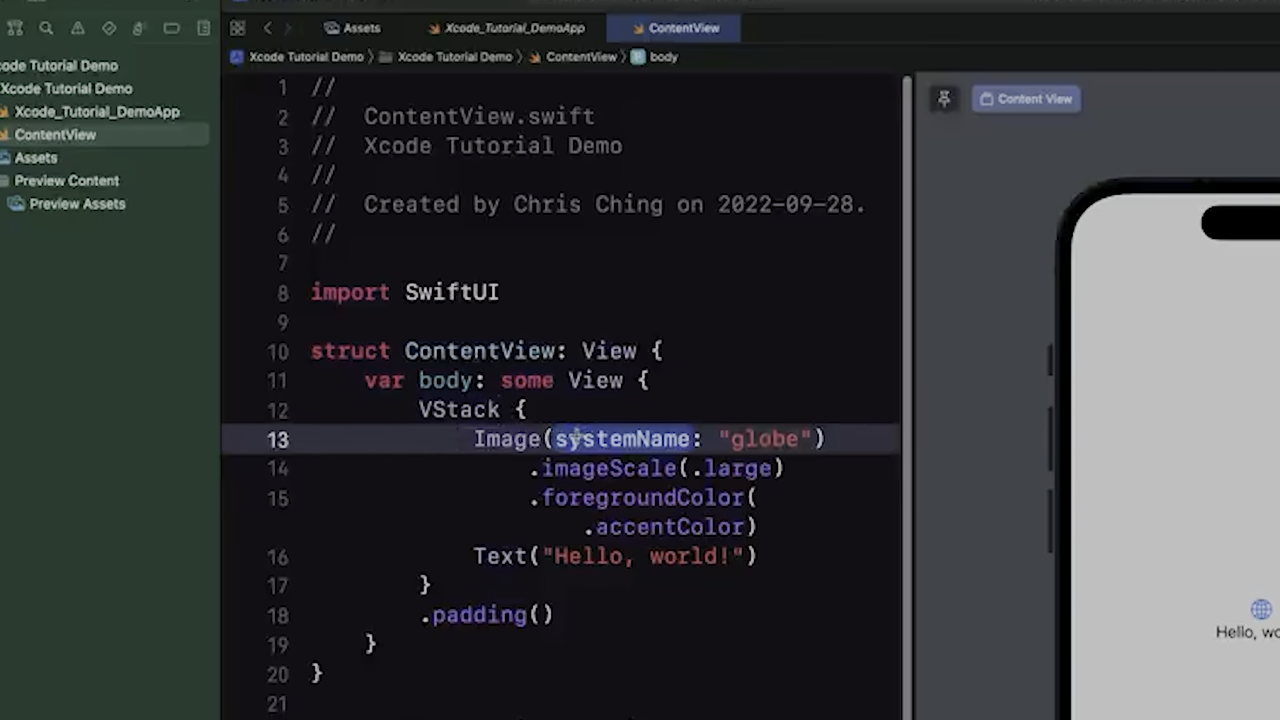 Assets Xcode_Tutorial_DemoApp ContentView
Xcode Tutorial Demo Xcode Tutorial Demo ContentView body
ode Tutorial Demo
Xcode Tutorial Demo
Xcode_Tutorial_DemoApp
ContentView
Assets
Preview Content
Preview Assets
1 //
2 // ContentView.swift
3 // Xcode Tutorial Demo
4 //
5 // Created by Chris Ching on 2022-09-28.
6 //
7
8 import SwiftUI
9
10 struct ContentView: View {
11 var body: some View {
12 VStack {
13 Image(systemName: "globe")
14 .imageScale(.large)
15 .foregroundColor(
.accentColor)
16 Text("Hello, world!")
17 }
18 .padding()
19 }
20 }
21
Content View
Hello, wo